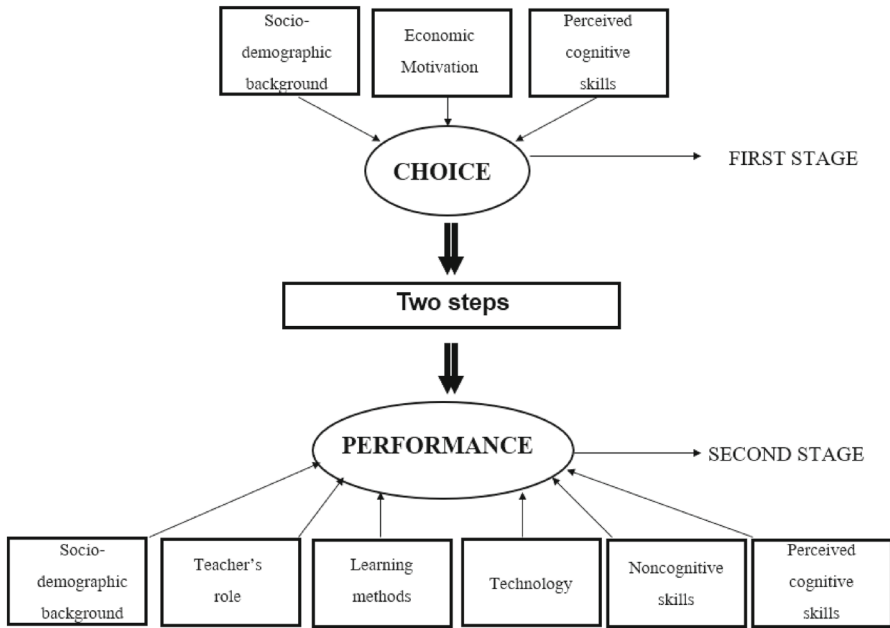 Socio-
demographic
background
Economic
Motivation
Perceived
cognitive
skills
CHOICE
FIRST STAGE
Two steps
PERFORMANCE
SECOND STAGE
Socio-
demographic
background
Teacher's
role
Learning
methods
Technology
Noncognitive
skills
Perceived
cognitive
skills